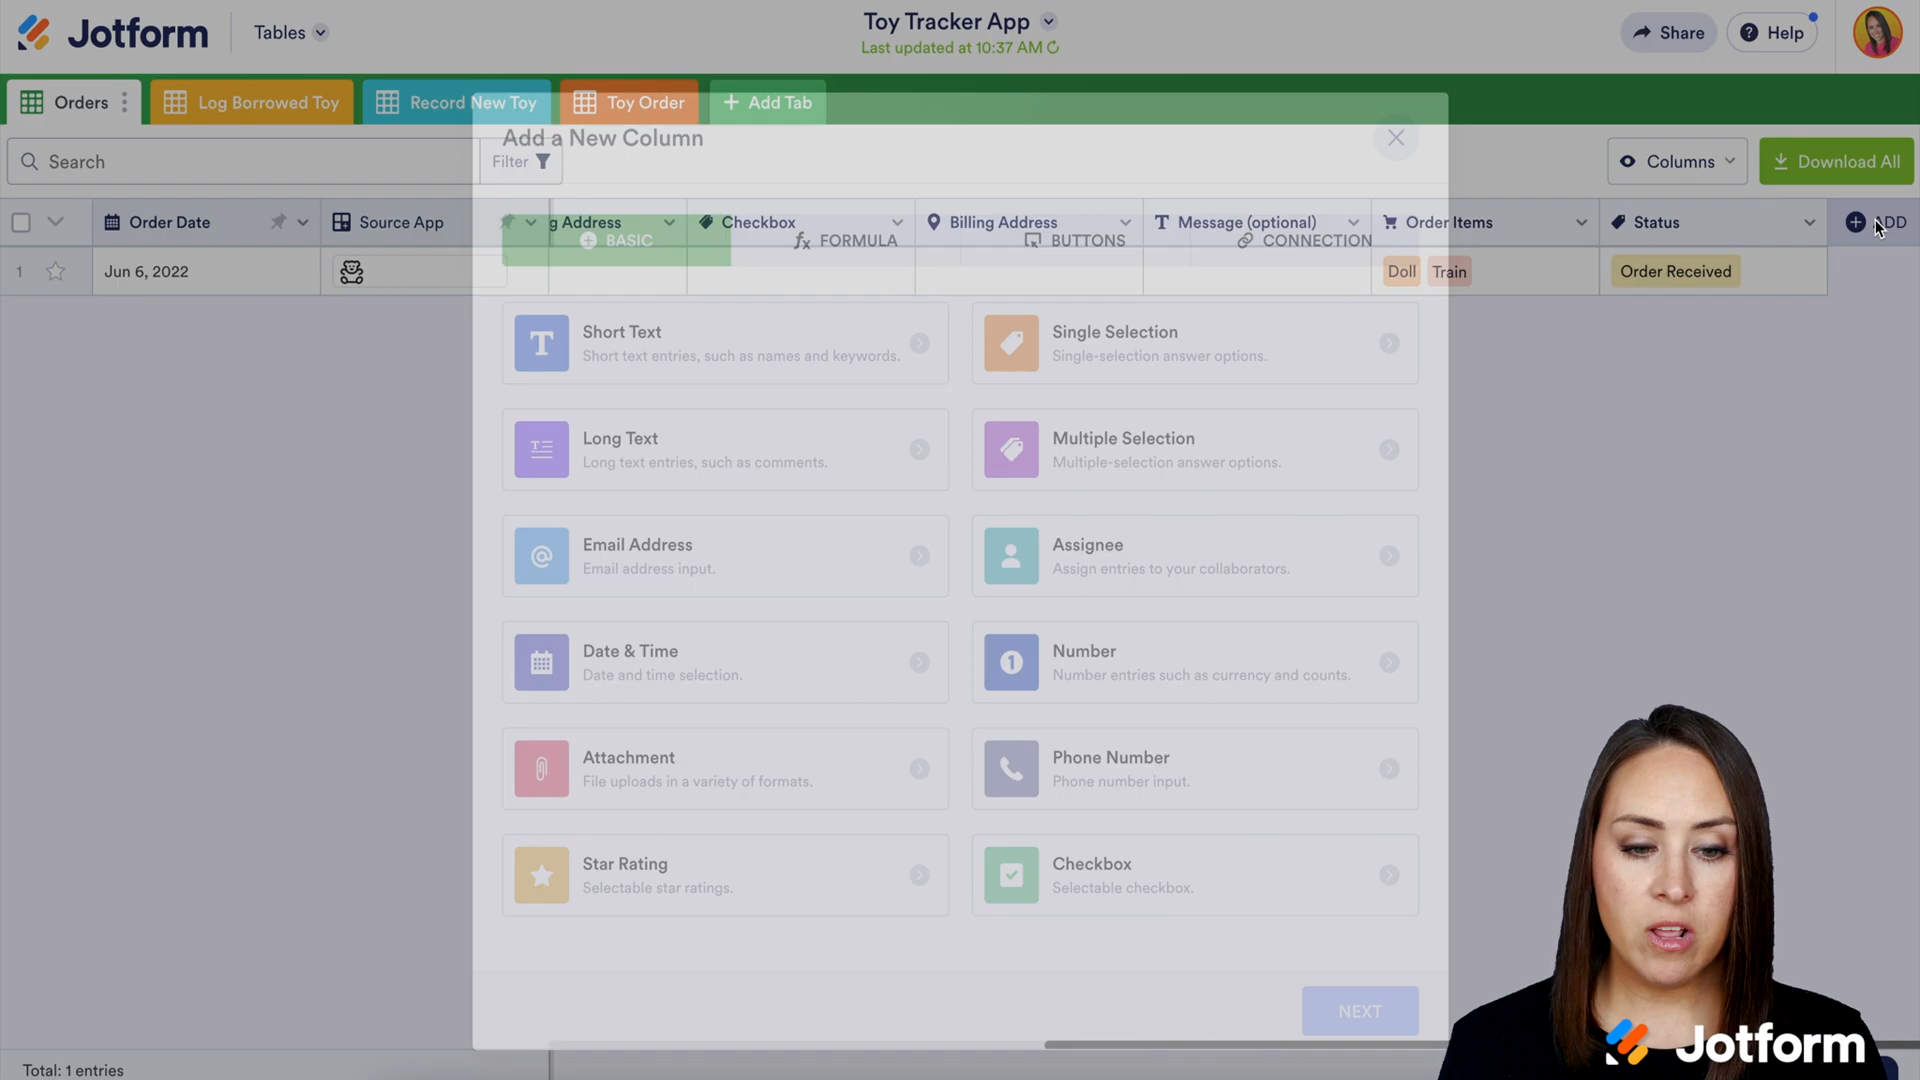 Jotform
Tables
Toy Tracker App
Last updated at 10:37 AM
Share
Help
Orders
Log Borrowed Toy
Record New Toy
Toy Order
+ Add Tab
Add a New Column
Search
Filter
Columns
Download All
Order Date
Source App
g Address
Checkbox
Billing Address
Message (optional)
Order Items
Status
ADD
BASIC
FORMULA
BUTTONS
CONNECTION
1
Jun 6, 2022
Doll
Train
Order Received
Short Text
Short text entries, such as names and keywords.
Single Selection
Single-selection answer options.
Long Text
Long text entries, such as comments.
Multiple Selection
Multiple-selection answer options.
Email Address
Email address input.
Assignee
Assign entries to your collaborators.
Date & Time
Date and time selection.
Number
Number entries such as currency and counts.
Attachment
File uploads in a variety of formats.
Phone Number
Phone number input.
Star Rating
Selectable star ratings.
Checkbox
Selectable checkbox.
NEXT
Total: 1 entries
Jotform